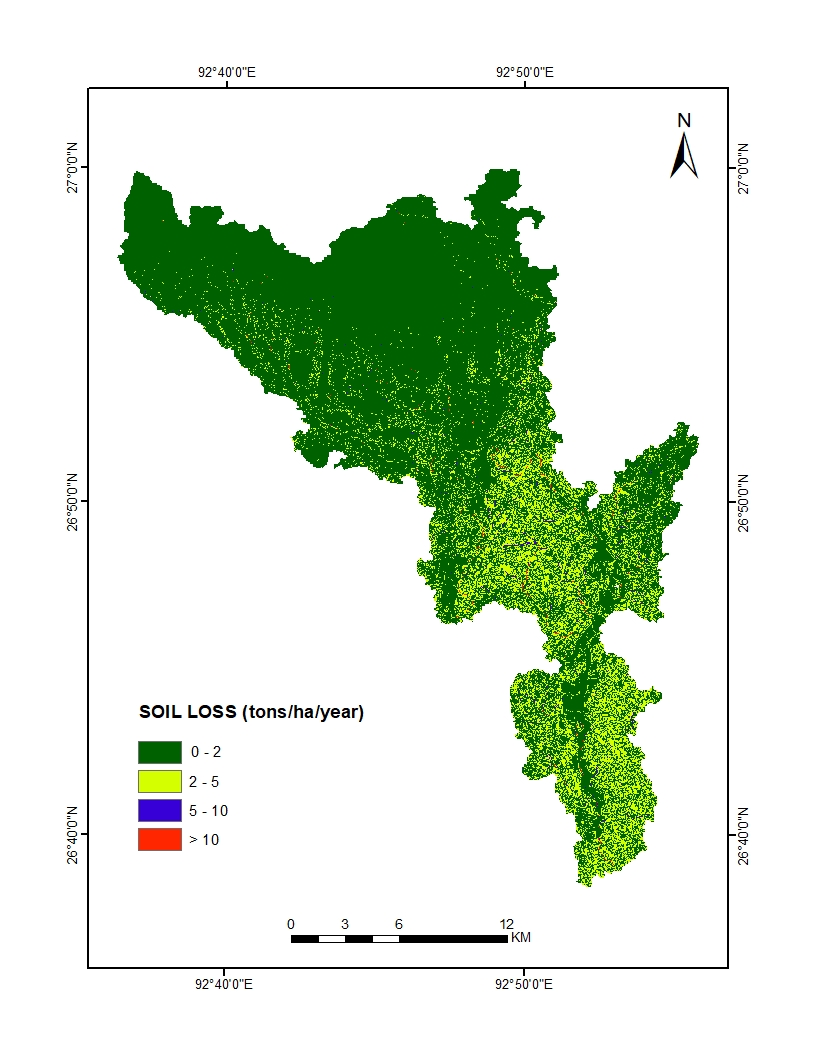 92°40'0"E 92°50'0"E
N
27°0'0"N 27°0'0"N
26°50'0"N 26°50'0"N
SOIL LOSS (tons/ha/year)
0 - 2
2 - 5
5 - 10
> 10
26°40'0"N 26°40'0"N
0 3 6 12
KM
92°40'0"E 92°50'0"E